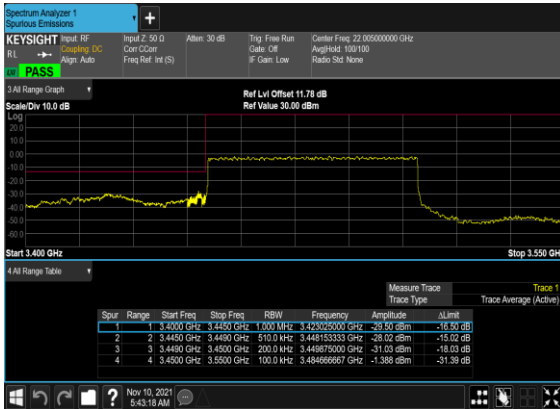 Spectrum Analyzer 1
Spurious Emissions
+
KEYSIGHT Input: RF Input Z: 50 Ω Atten: 30 dB Trig: Free Run Center Freq: 22.005000000 GHz
RL Coupling: DC Corr CCorr Gate: Off Avg|Hold: 100/100
Align: Auto Freq Ref: Int (S) IF Gain: Low Radio Std: None
PASS
3 All Range Graph
Scale/Div 10.0 dB Ref Lvl Offset 11.78 dB
Ref Value 30.00 dBm
Log
20.0
10.0
0.00
-10.0
-20.0
-30.0
-40.0
-50.0
-60.0
Start 3.400 GHz Stop 3.550 GH
4 All Range Table
Measure Trace Trace 1
Trace Type Trace Average (Active)
Spur Range Start Freq Stop Freq RBW Frequency Amplitude ΔLimit
1 1 3.4000 GHz 3.4450 GHz 1.000 MHz 3.423025000 GHz -29.50 dBm -16.50 dB
2 2 3.4450 GHz 3.4490 GHz 510.0 kHz 3.448153333 GHz -28.02 dBm -15.02 dB
3 3 3.4490 GHz 3.4500 GHz 200.0 kHz 3.449875000 GHz -31.03 dBm -18.03 dB
4 4 3.4500 GHz 3.5500 GHz 100.0 kHz 3.484666667 GHz -1.388 dBm -31.39 dB
? Nov 10, 2021
5:43:18 AM